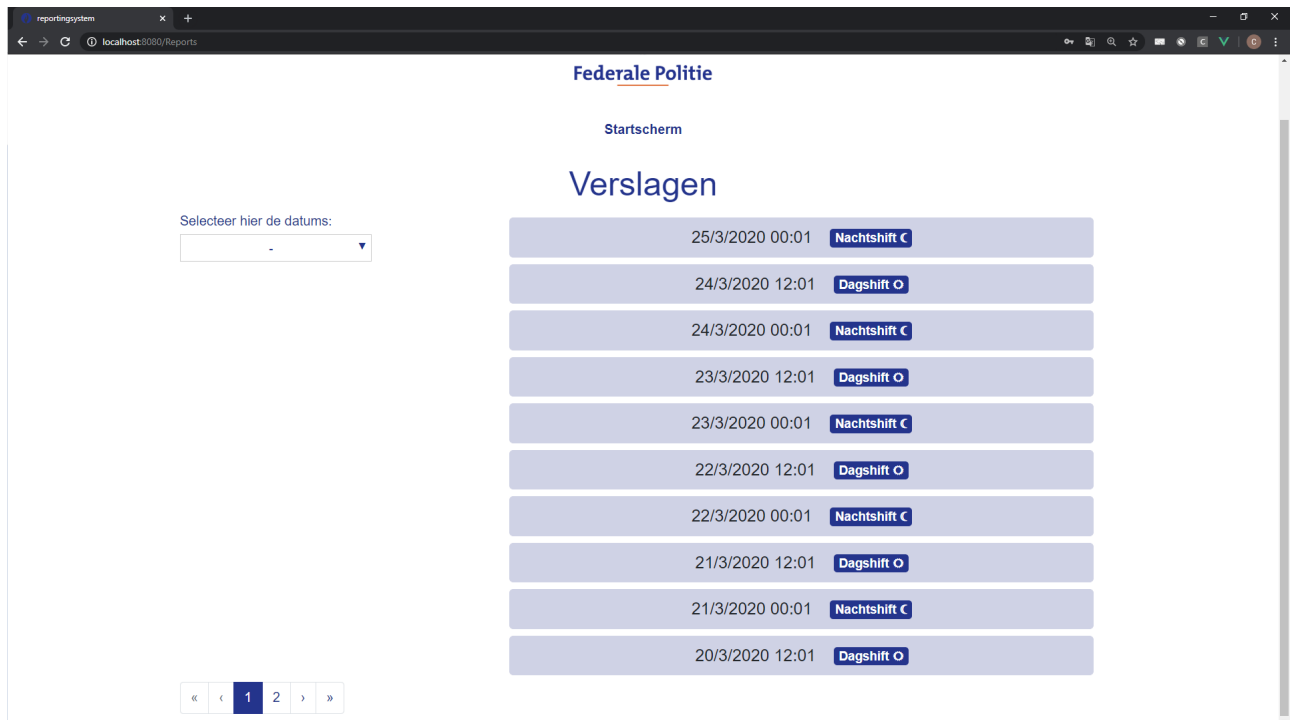 reportingsystem
localhost:8080/Reports
Federale Politie
Startscherm
Verslagen
Selecteer hier de datums:
-
25/3/2020 00:01 Nachtshift
24/3/2020 12:01 Dagshift
24/3/2020 00:01 Nachtshift
23/3/2020 12:01 Dagshift
23/3/2020 00:01 Nachtshift
22/3/2020 12:01 Dagshift
22/3/2020 00:01 Nachtshift
21/3/2020 12:01 Dagshift
21/3/2020 00:01 Nachtshift
20/3/2020 12:01 Dagshift
« ‹ 1 2 › »